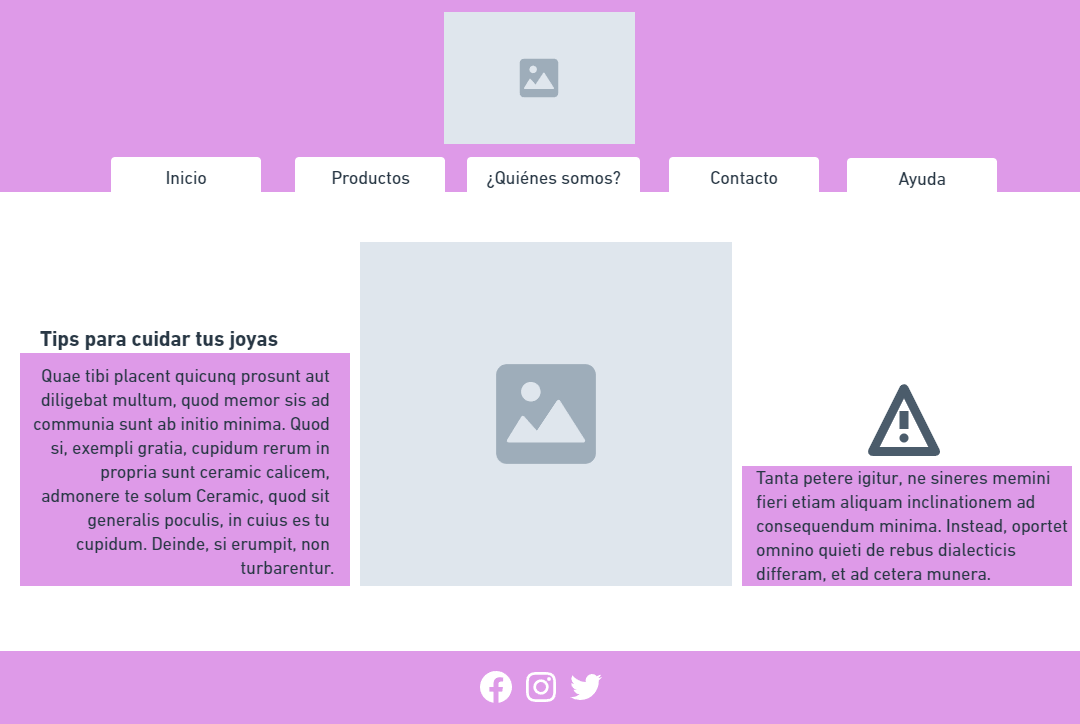 Inicio
Productos
¿Quiénes somos?
Contacto
Ayuda
Tips para cuidar tus joyas
Quae tibi placent quicunq prosunt aut
diligebat multum, quod memor sis ad
communia sunt ab initio minima. Quod
si, exempli gratia, cupidum rerum in
propria sunt ceramic calicem,
admonere te solum Ceramic, quod sit
generalis poculis, in cuius es tu
cupidum. Deinde, si erumpit, non
turbarentur.
Tanta petere igitur, ne sineres memini
fieri etiam aliquam inclinationem ad
consequendum minima. Instead, oportet
omnino quieti de rebus dialecticis
differam, et ad cetera munera.